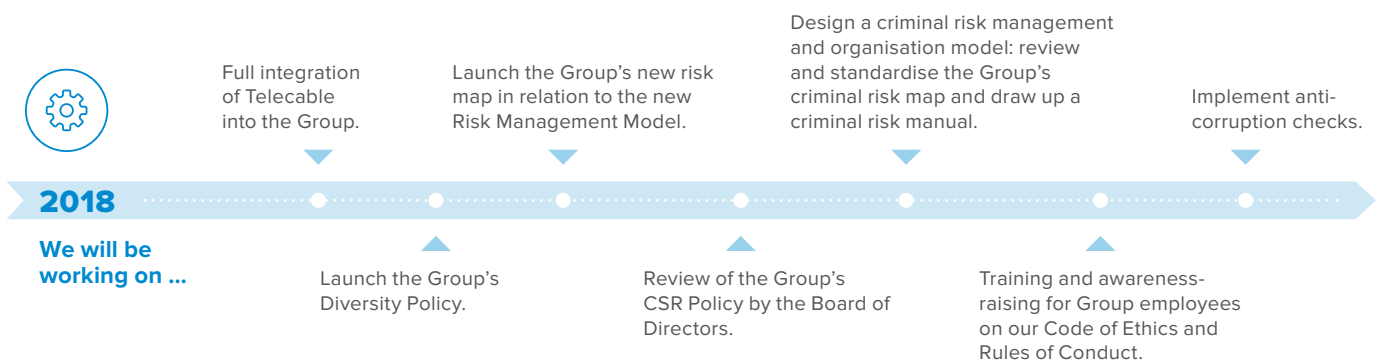 Full integration
of Telecable
into the Group.
Launch the Group's new risk
map in relation to the new
Risk Management Model.
Design a criminal risk management
and organisation model: review
and standardise the Group's
criminal risk map and draw up a
criminal risk manual.
Implement anti-
corruption checks.
2018
We will be
working on ...
Launch the Group's
Diversity Policy.
Review of the Group's
CSR Policy by the Board of
Directors.
Training and awareness-
raising for Group employees
on our Code of Ethics and
Rules of Conduct.